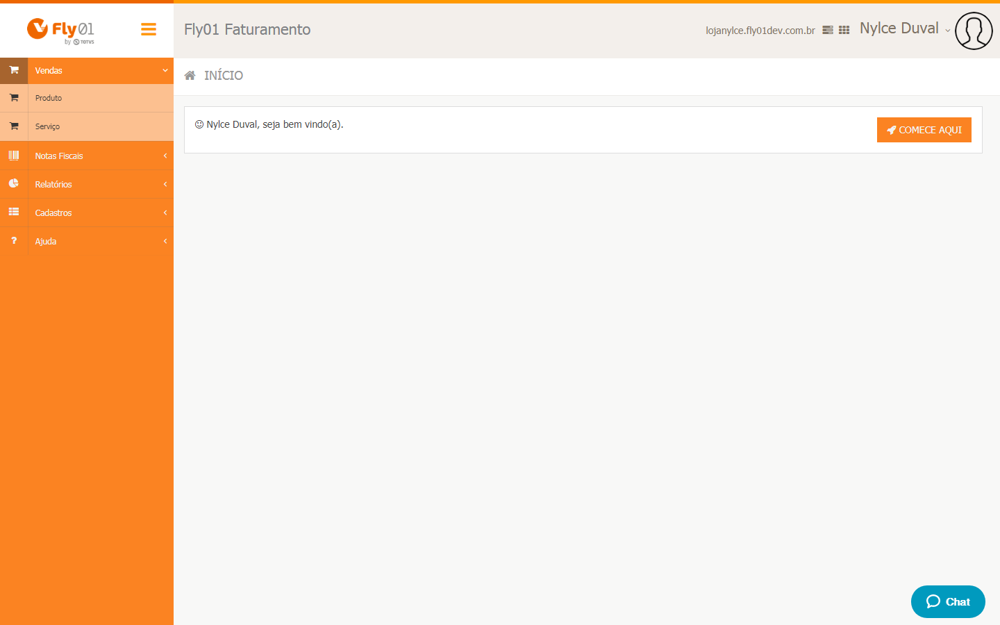 Fly01
by TOTVS
Fly01 Faturamento
lojanylce.fly01dev.com.br
Nylce Duval
Vendas
Produto
Serviço
Notas Fiscais
Relatórios
Cadastros
Ajuda
INÍCIO
Nylce Duval, seja bem vindo(a).
COMECE AQUI
Chat